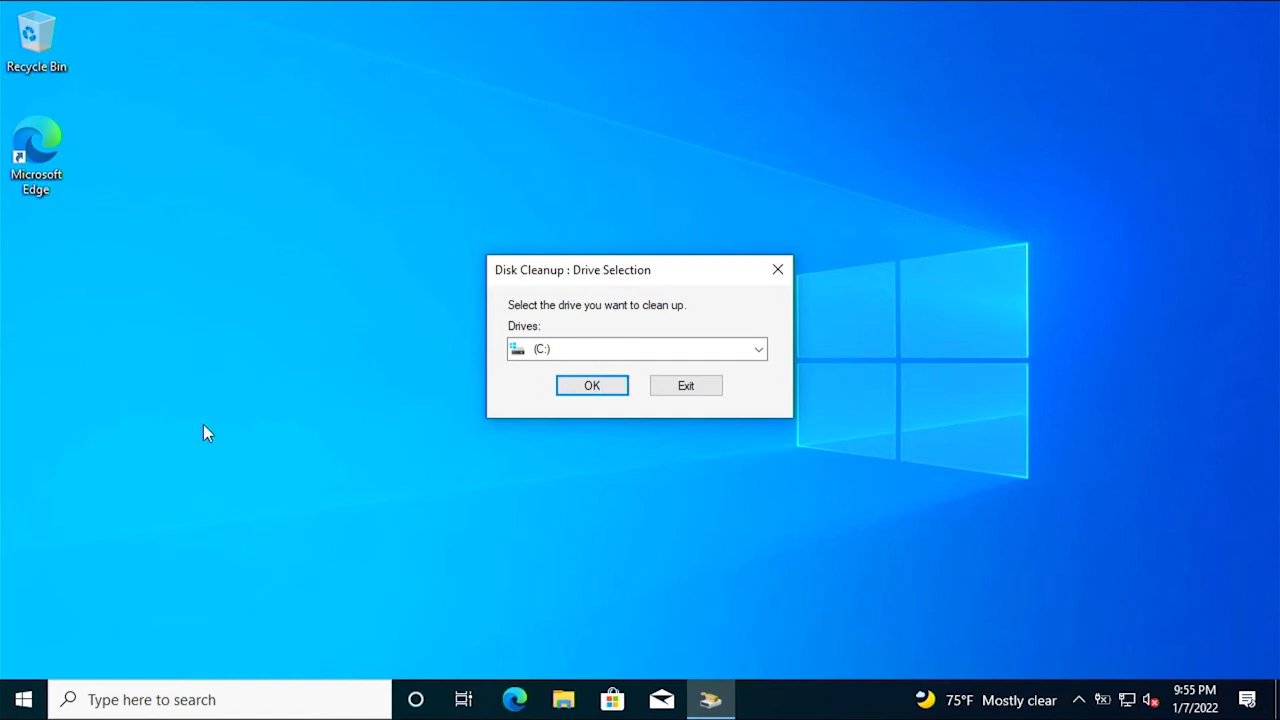 Recycle Bin
Microsoft
Edge
Disk Cleanup : Drive Selection
Select the drive you want to clean up.
Drives:
(C:)
OK Exit
Type here to search
75°F Mostly clear
9:55 PM
1/7/2022